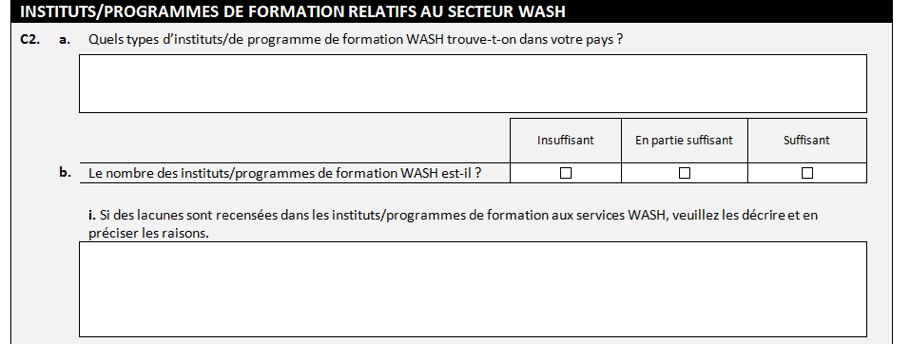 INSTITUTS/PROGRAMMES DE FORMATION RELATIFS AU SECTEUR WASH
C2. a. Quels types d'instituts/de programme de formation WASH trouve-t-on dans votre pays ?
Insuffisant En partie suffisant Suffisant
b. Le nombre des instituts/programmes de formation WASH est-il ? ☐ ☐ ☐
i. Si des lacunes sont recensées dans les instituts/programmes de formation aux services WASH, veuillez les décrire et en
préciser les raisons.